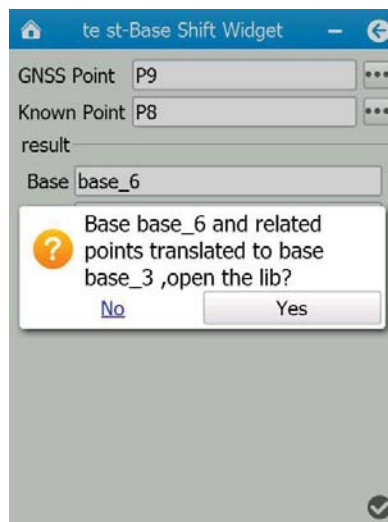 te st-Base Shift Widget
GNSS Point P9
Known Point P8
result
Base base_6
Base base_6 and related
points translated to base
base_3 ,open the lib?
No Yes